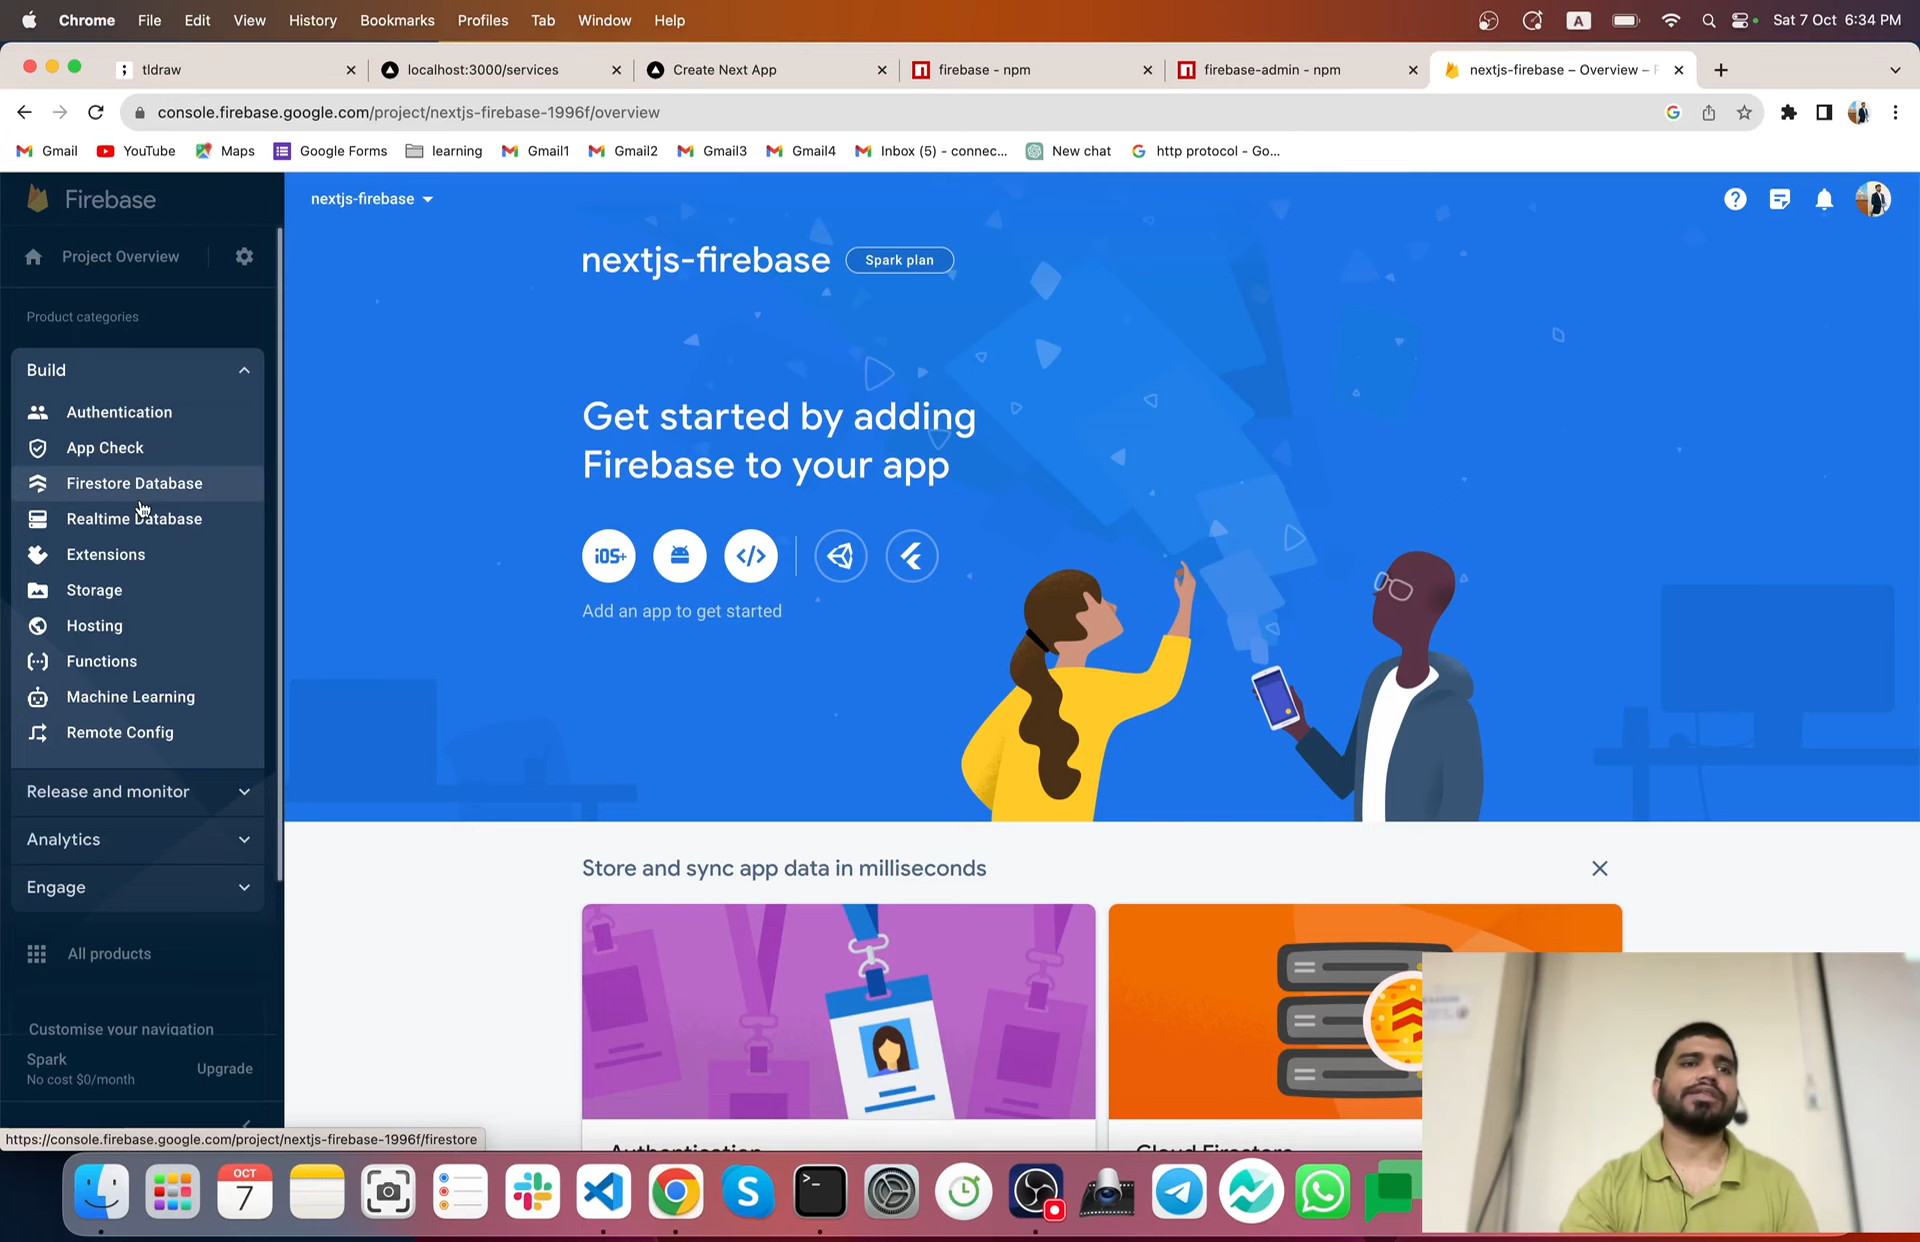 Chrome File Edit View History Bookmarks Profiles Tab Window Help A Sat 7 Oct 6:34 PM
tldraw localhost:3000/services Create Next App firebase - npm firebase-admin - npm nextjs-firebase – Overview –
console.firebase.google.com/project/nextjs-firebase-1996f/overview
Gmail YouTube Maps Google Forms learning Gmail1 Gmail2 Gmail3 Gmail4 Inbox (5) - connec... New chat http protocol - Go...
Firebase
nextjs-firebase
Project Overview
nextjs-firebase Spark plan
Product categories
Build
Authentication
App Check
Firestore Database
Realtime Database
Extensions
Storage
Hosting
Functions
Machine Learning
Remote Config
Release and monitor
Analytics
Engage
All products
Customise your navigation
Spark
No cost $0/month
Upgrade
Get started by adding
Firebase to your app
iOS+
Add an app to get started
Store and sync app data in milliseconds
Authentication
Cloud Firestore
https://console.firebase.google.com/project/nextjs-firebase-1996f/firestore
OCT
7